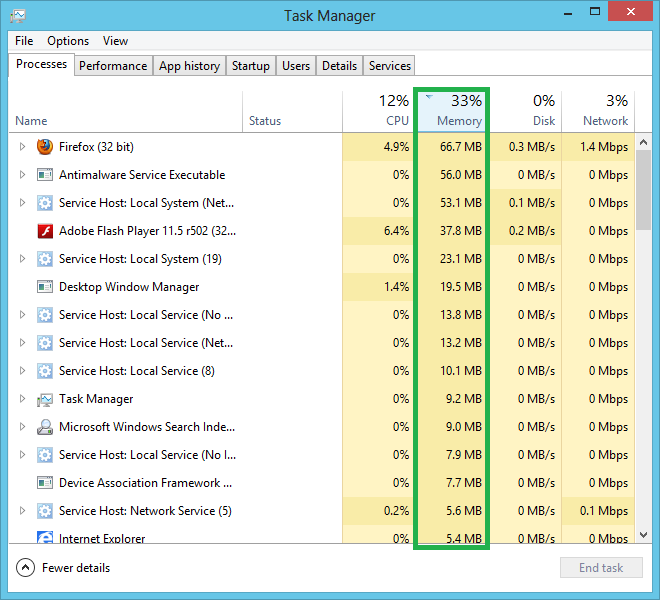 Task Manager
File Options View
Processes Performance App history Startup Users Details Services
12% 33% 0% 3%
Name Status CPU Memory Disk Network
Firefox (32 bit) 4.9% 66.7 MB 0.3 MB/s 1.4 Mbps
Antimalware Service Executable 0% 56.0 MB 0 MB/s 0 Mbps
Service Host: Local System (Net... 0% 53.1 MB 0.1 MB/s 0 Mbps
Adobe Flash Player 11.5 r502 (32... 6.4% 37.8 MB 0.2 MB/s 0 Mbps
Service Host: Local System (19) 0% 23.1 MB 0 MB/s 0 Mbps
Desktop Window Manager 1.4% 19.5 MB 0 MB/s 0 Mbps
Service Host: Local Service (No ... 0% 13.8 MB 0 MB/s 0 Mbps
Service Host: Local Service (Net... 0% 13.2 MB 0 MB/s 0 Mbps
Service Host: Local Service (8) 0% 10.1 MB 0 MB/s 0 Mbps
Task Manager 0% 9.2 MB 0 MB/s 0 Mbps
Microsoft Windows Search Inde... 0% 9.0 MB 0 MB/s 0 Mbps
Service Host: Local Service (No I... 0% 7.9 MB 0 MB/s 0 Mbps
Device Association Framework ... 0% 7.7 MB 0 MB/s 0 Mbps
Service Host: Network Service (5) 0.2% 5.6 MB 0 MB/s 0.1 Mbps
Internet Explorer 0% 5.4 MB 0 MB/s 0 Mbps
Fewer details End task